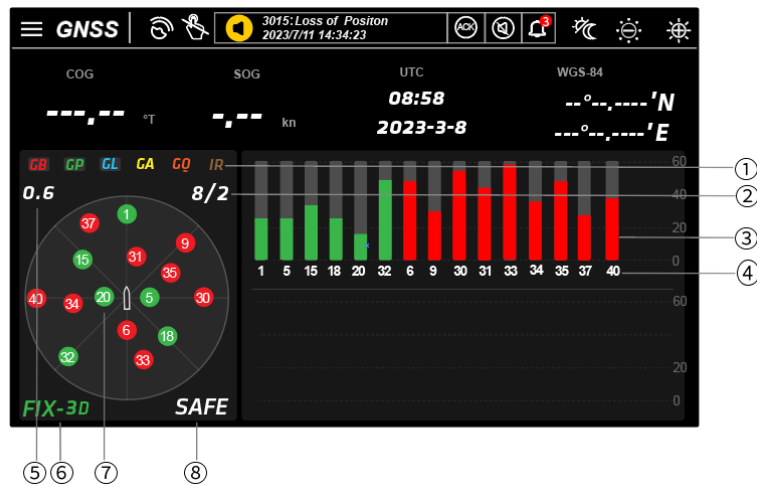 GNSS
3015:Loss of Positon
2023/7/11 14:34:23
ACK
3
COG
SOG
UTC
WGS-84
---.-- °T
-.-- kn
08:58
2023-3-8
--°--.----'N
---°--.----'E
GB GP GL GA GQ IR
0.6
8/2
60
40
20
0
1 5 15 18 20 32 6 9 30 31 33 34 35 37 40
60
20
0
1
37
9
31
15
35
40
34
20
5
30
6
18
32
33
FIX-3D
SAFE
①
②
③
④
⑤ ⑥ ⑦ ⑧